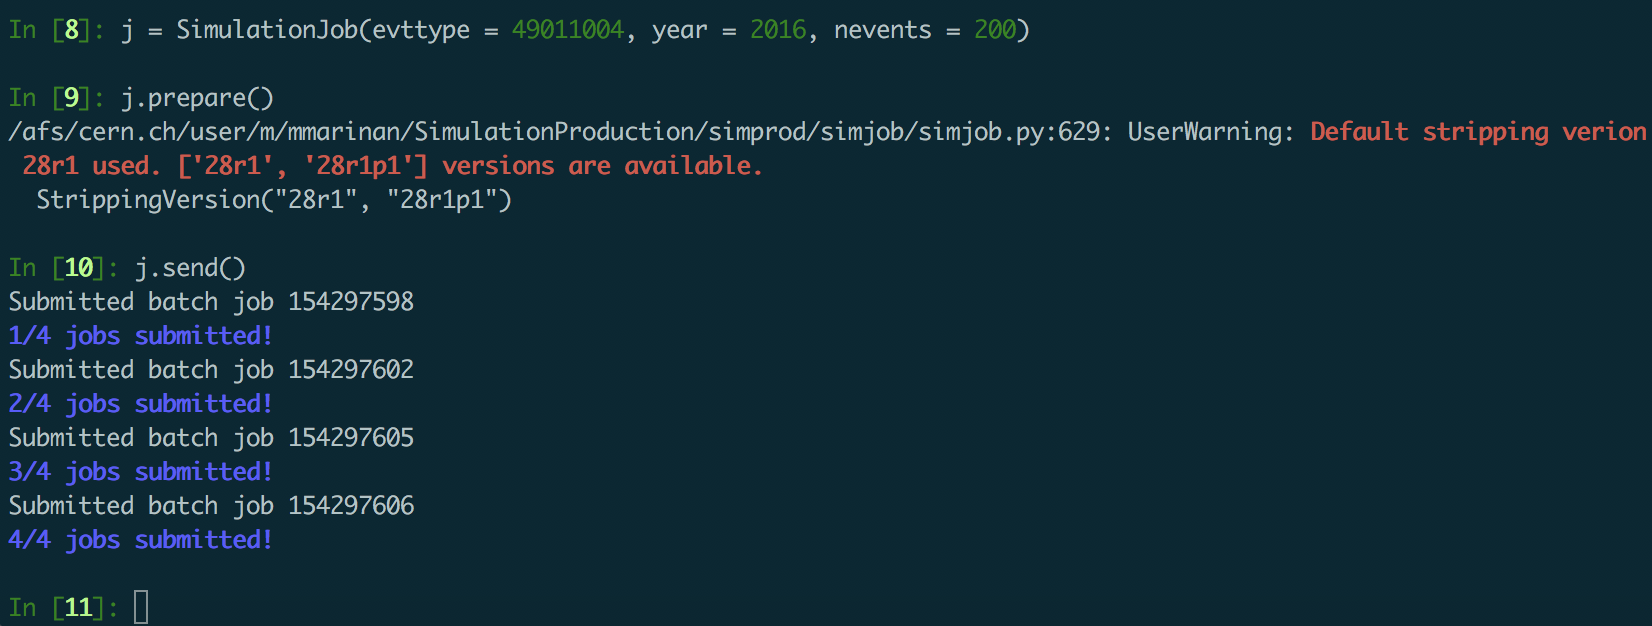 In [8]: j = SimulationJob(evttype = 49011004, year = 2016, nevents = 200)
In [9]: j.prepare()
/afs/cern.ch/user/m/mmarinan/SimulationProduction/simprod/simjob/simjob.py:629: UserWarning: Default stripping verion
28r1 used. ['28r1', '28r1p1'] versions are available.
StrippingVersion("28r1", "28r1p1")
In [10]: j.send()
Submitted batch job 154297598
1/4 jobs submitted!
Submitted batch job 154297602
2/4 jobs submitted!
Submitted batch job 154297605
3/4 jobs submitted!
Submitted batch job 154297606
4/4 jobs submitted!
In [11]: